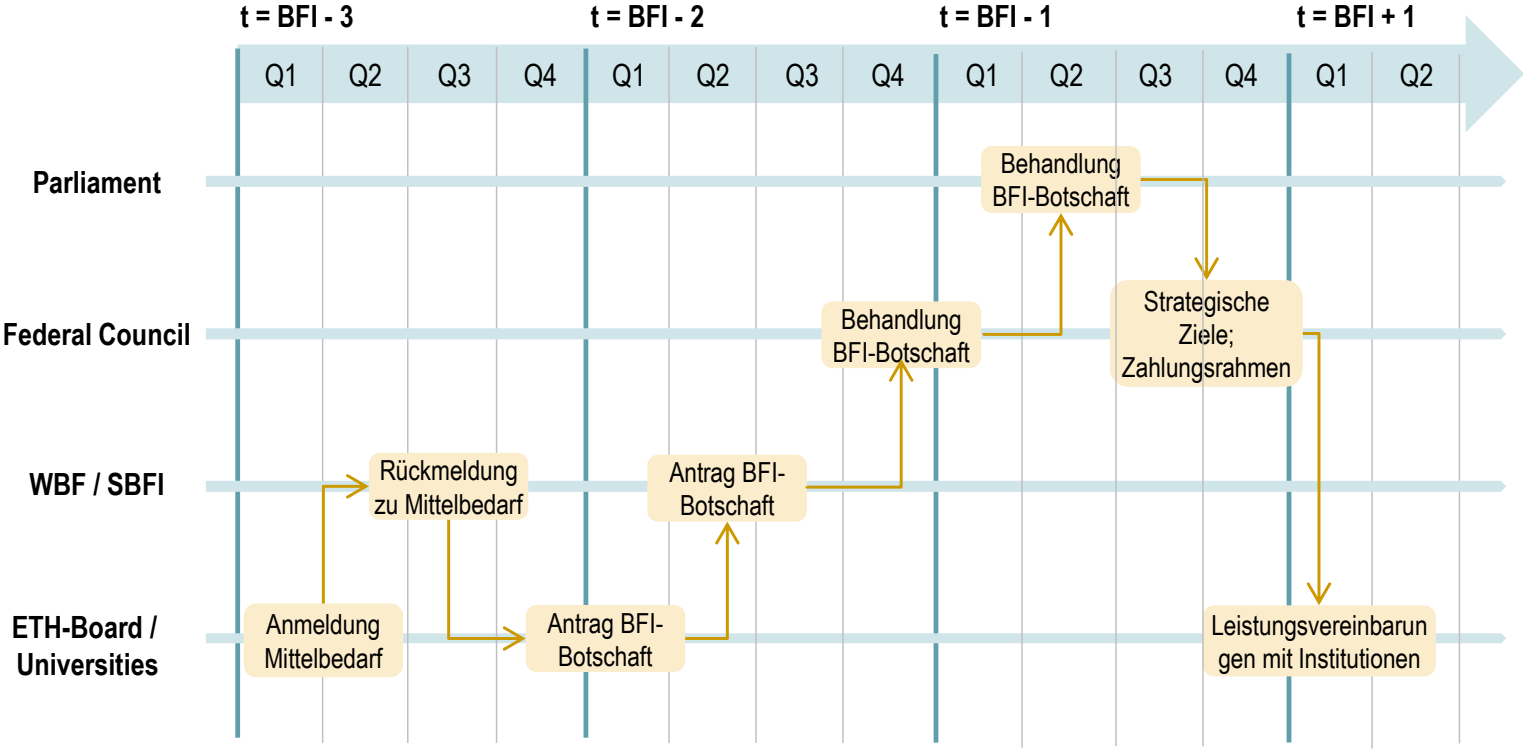 t = BFI - 3 t = BFI - 2 t = BFI - 1 t = BFI + 1
Q1 Q2 Q3 Q4 Q1 Q2 Q3 Q4 Q1 Q2 Q3 Q4 Q1 Q2
Parliament
Behandlung
BFI-Botschaft
Federal Council
Behandlung
BFI-Botschaft
Strategische
Ziele;
Zahlungsrahmen
WBF / SBFI
Rückmeldung
zu Mittelbedarf
Antrag BFI-
Botschaft
ETH-Board /
Universities
Anmeldung
Mittelbedarf
Antrag BFI-
Botschaft
Leistungsvereinbarun
gen mit Institutionen